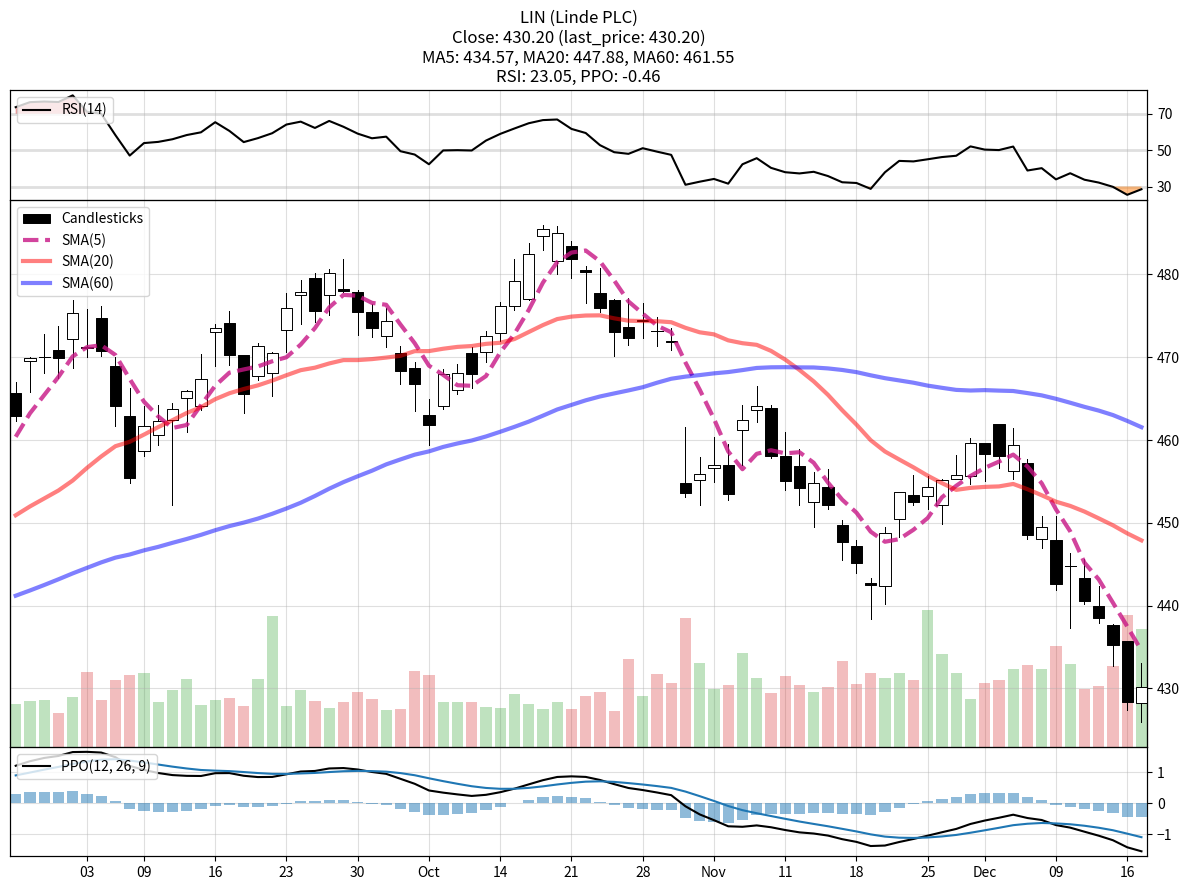 LIN (Linde PLC)
Close: 430.20 (last_price: 430.20)
MA5: 434.57, MA20: 447.88, MA60: 461.55
RSI: 23.05, PPO: -0.46
RSI(14)
70
50
30
Candlesticks
SMA(5)
SMA(20)
SMA(60)
480
470
460
450
440
430
PPO(12, 26, 9)
1
0
−1
03 09 16 23 30 Oct 14 21 28 Nov 11 18 25 Dec 09 16